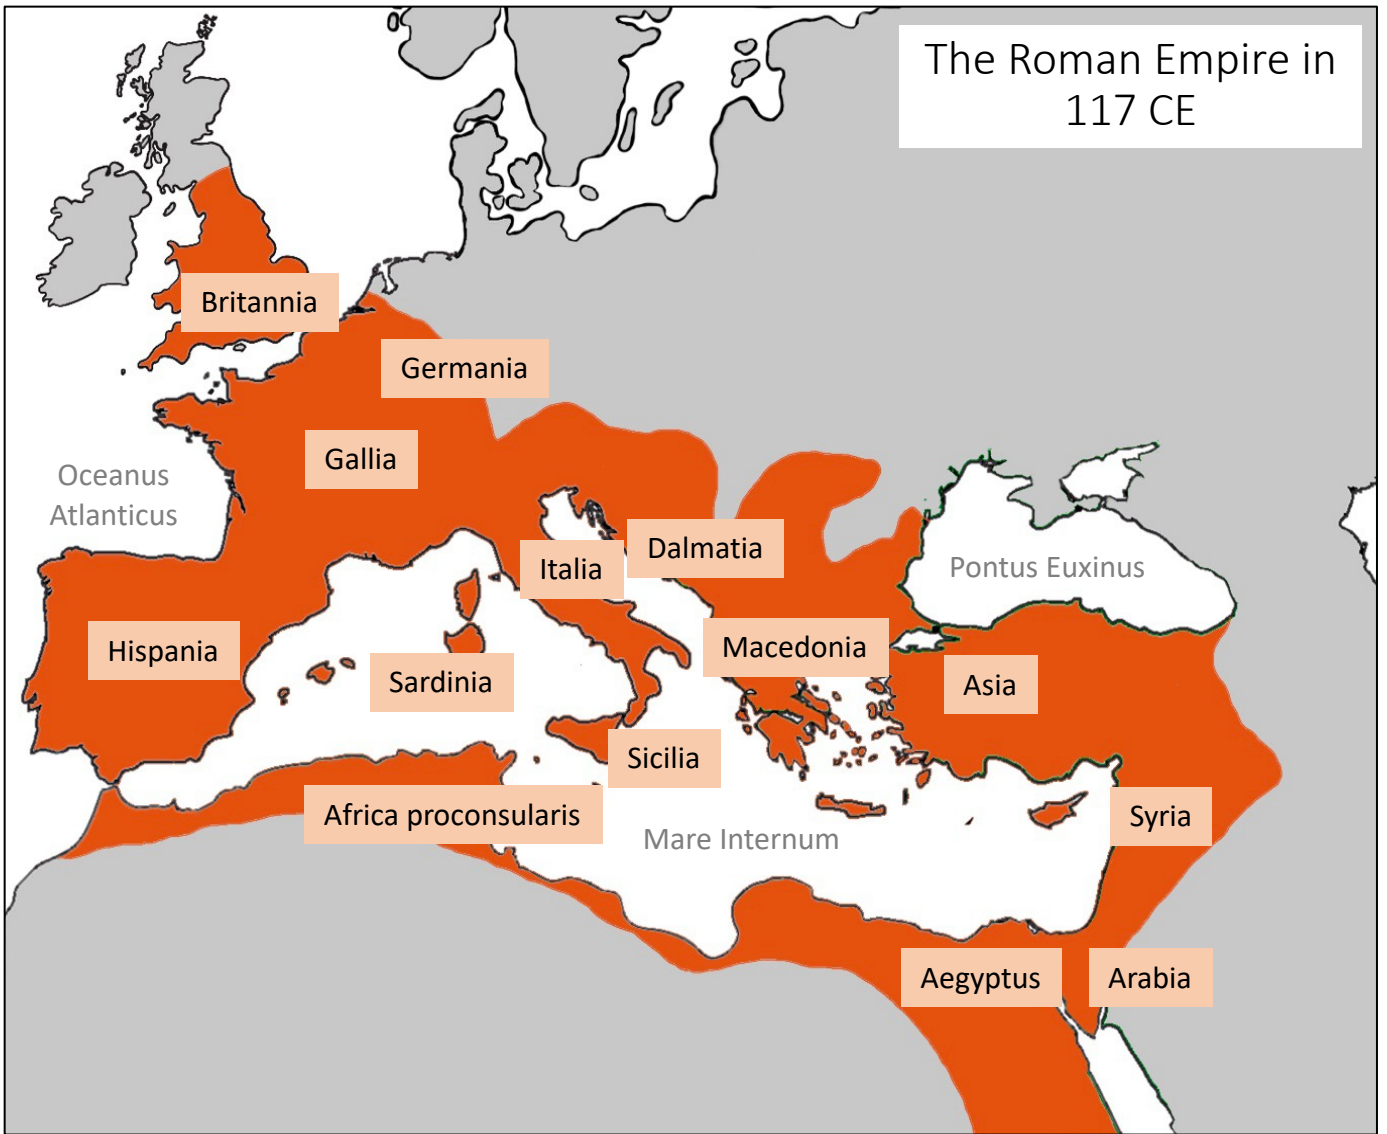 The Roman Empire in
117 CE
Britannia
Germania
Gallia
Oceanus
Atlanticus
Dalmatia
Italia
Pontus Euxinus
Hispania
Macedonia
Sardinia
Asia
Sicilia
Africa proconsularis
Syria
Mare Internum
Aegyptus
Arabia